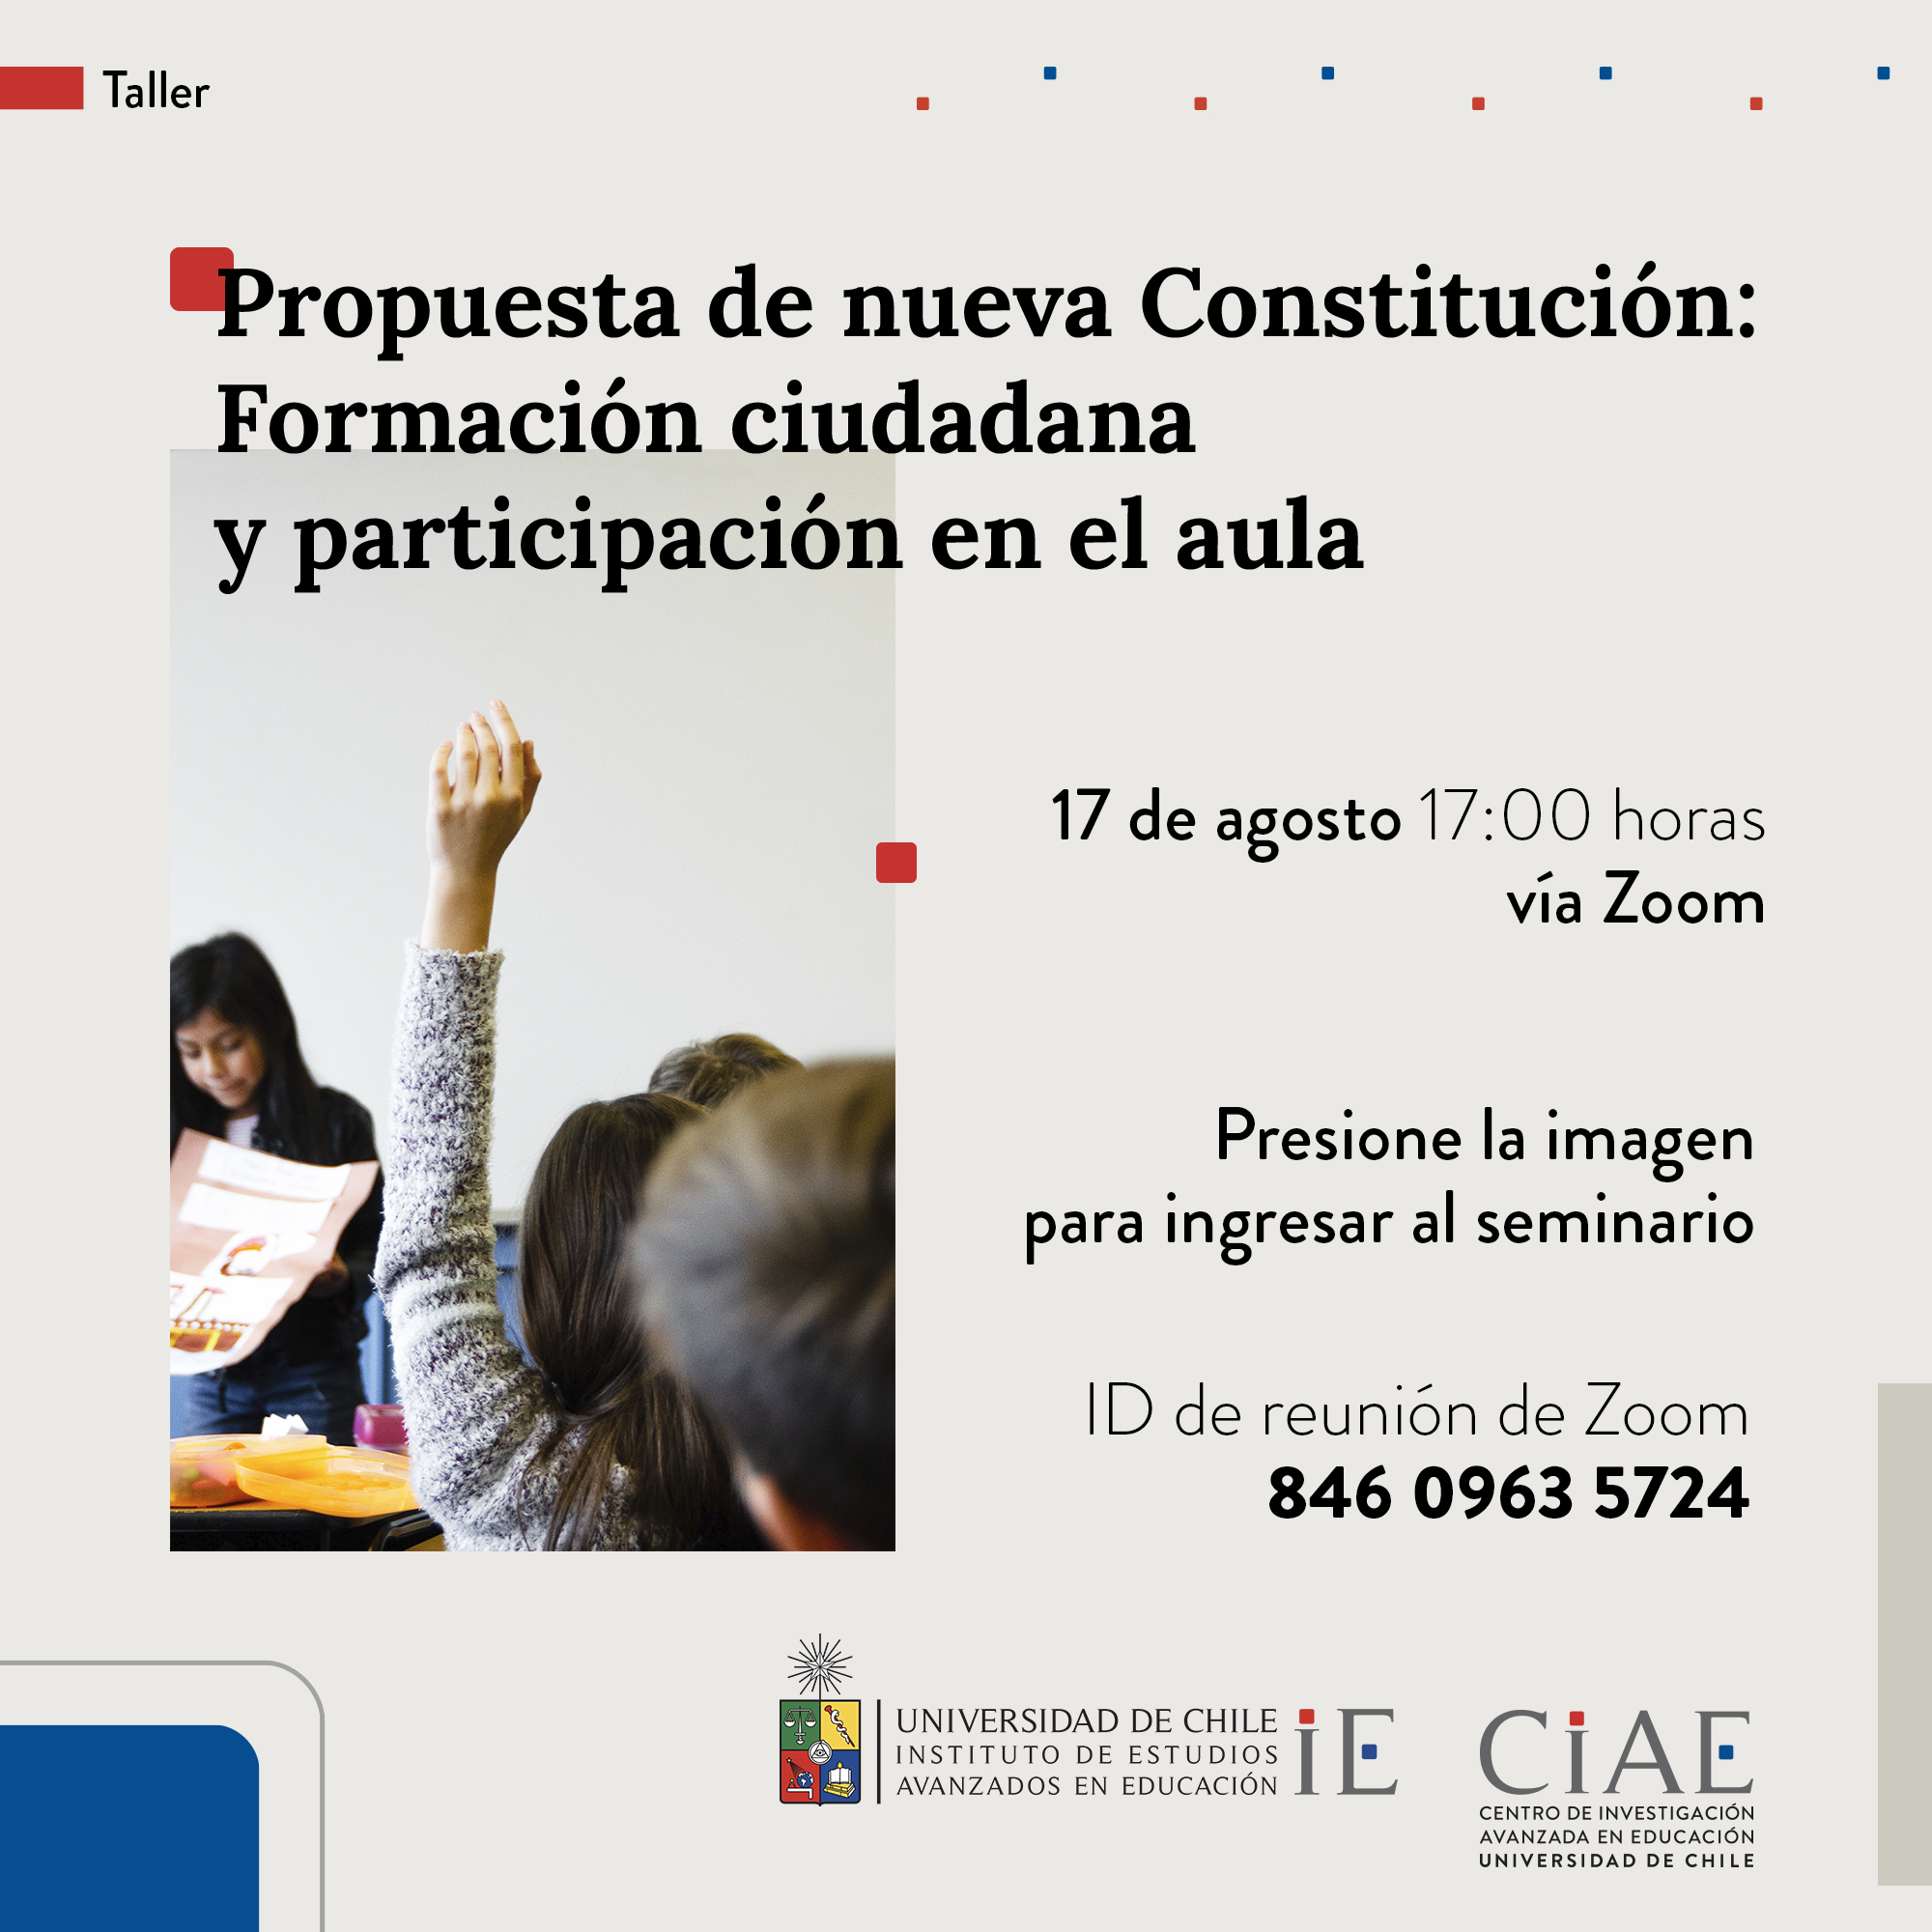 Taller
Propuesta de nueva Constitución:
Formación ciudadana
y participación en el aula
17 de agosto 17:00 horas
vía Zoom
Presione la imagen
para ingresar al seminario
ID de reunión de Zoom
846 0963 5724
UNIVERSIDAD DE CHILE
INSTITUTO DE ESTUDIOS
AVANZADOS EN EDUCACIÓN
iE
CiAE
CENTRO DE INVESTIGACIÓN
AVANZADA EN EDUCACIÓN
UNIVERSIDAD DE CHILE